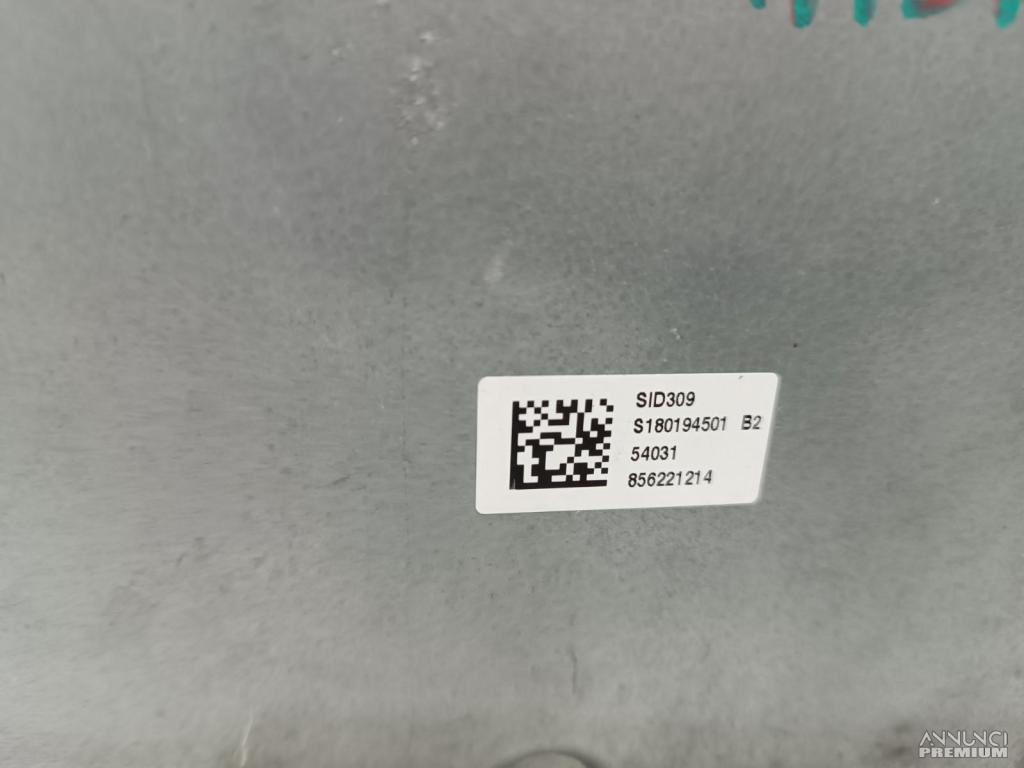 SID309
S180194501 B2
54031
856221214
ANNUNCI
PREMIUM